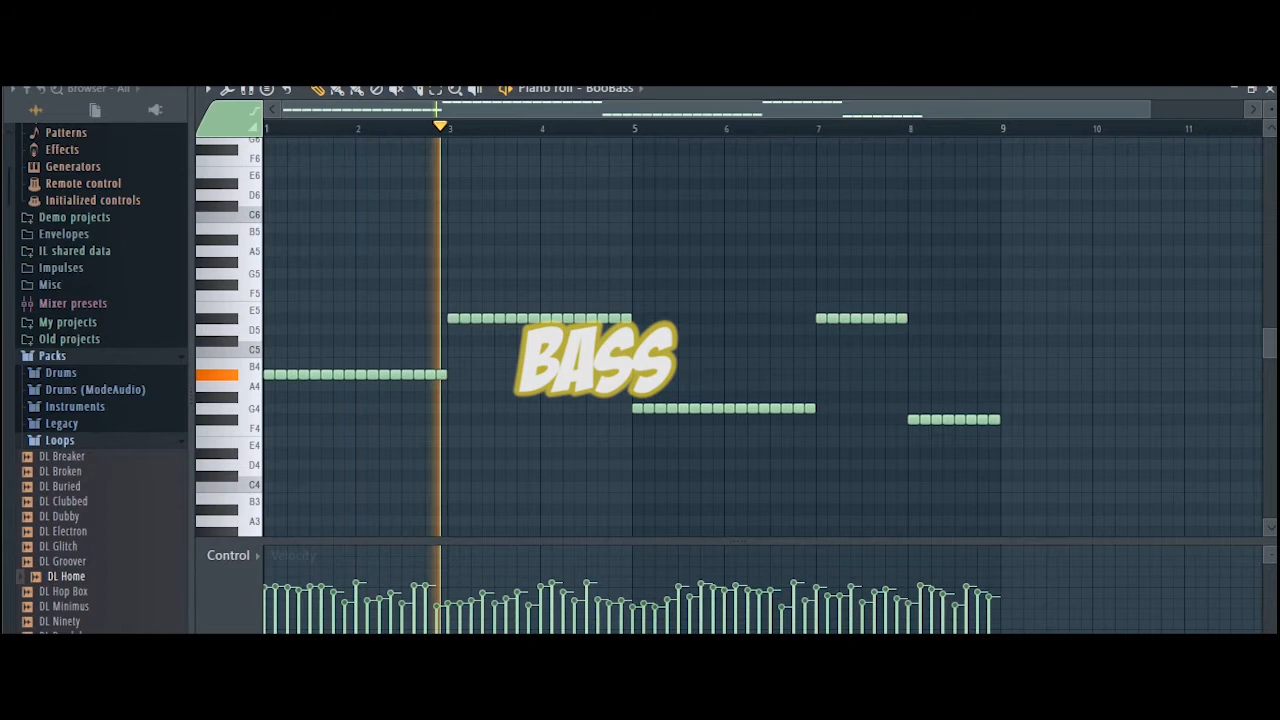 Browser - All
Piano roll - BooBass
Patterns
Effects
Generators
Remote control
Initialized controls
Demo projects
Envelopes
IL shared data
Impulses
Misc
Mixer presets
My projects
Old projects
Packs
Drums
Drums (ModeAudio)
Instruments
Legacy
Loops
DL Breaker
DL Broken
DL Buried
DL Clubbed
DL Dubby
DL Electron
DL Glitch
DL Groover
DL Home
DL Hop Box
DL Minimus
DL Ninety
1 2 3 4 5 6 7 8 9 10 11
G6
F6
E6
D6
C6
B5
A5
G5
F5
E5
D5
C5
B4
A4
G4
F4
E4
D4
C4
B3
A3
BASS
Control Velocity